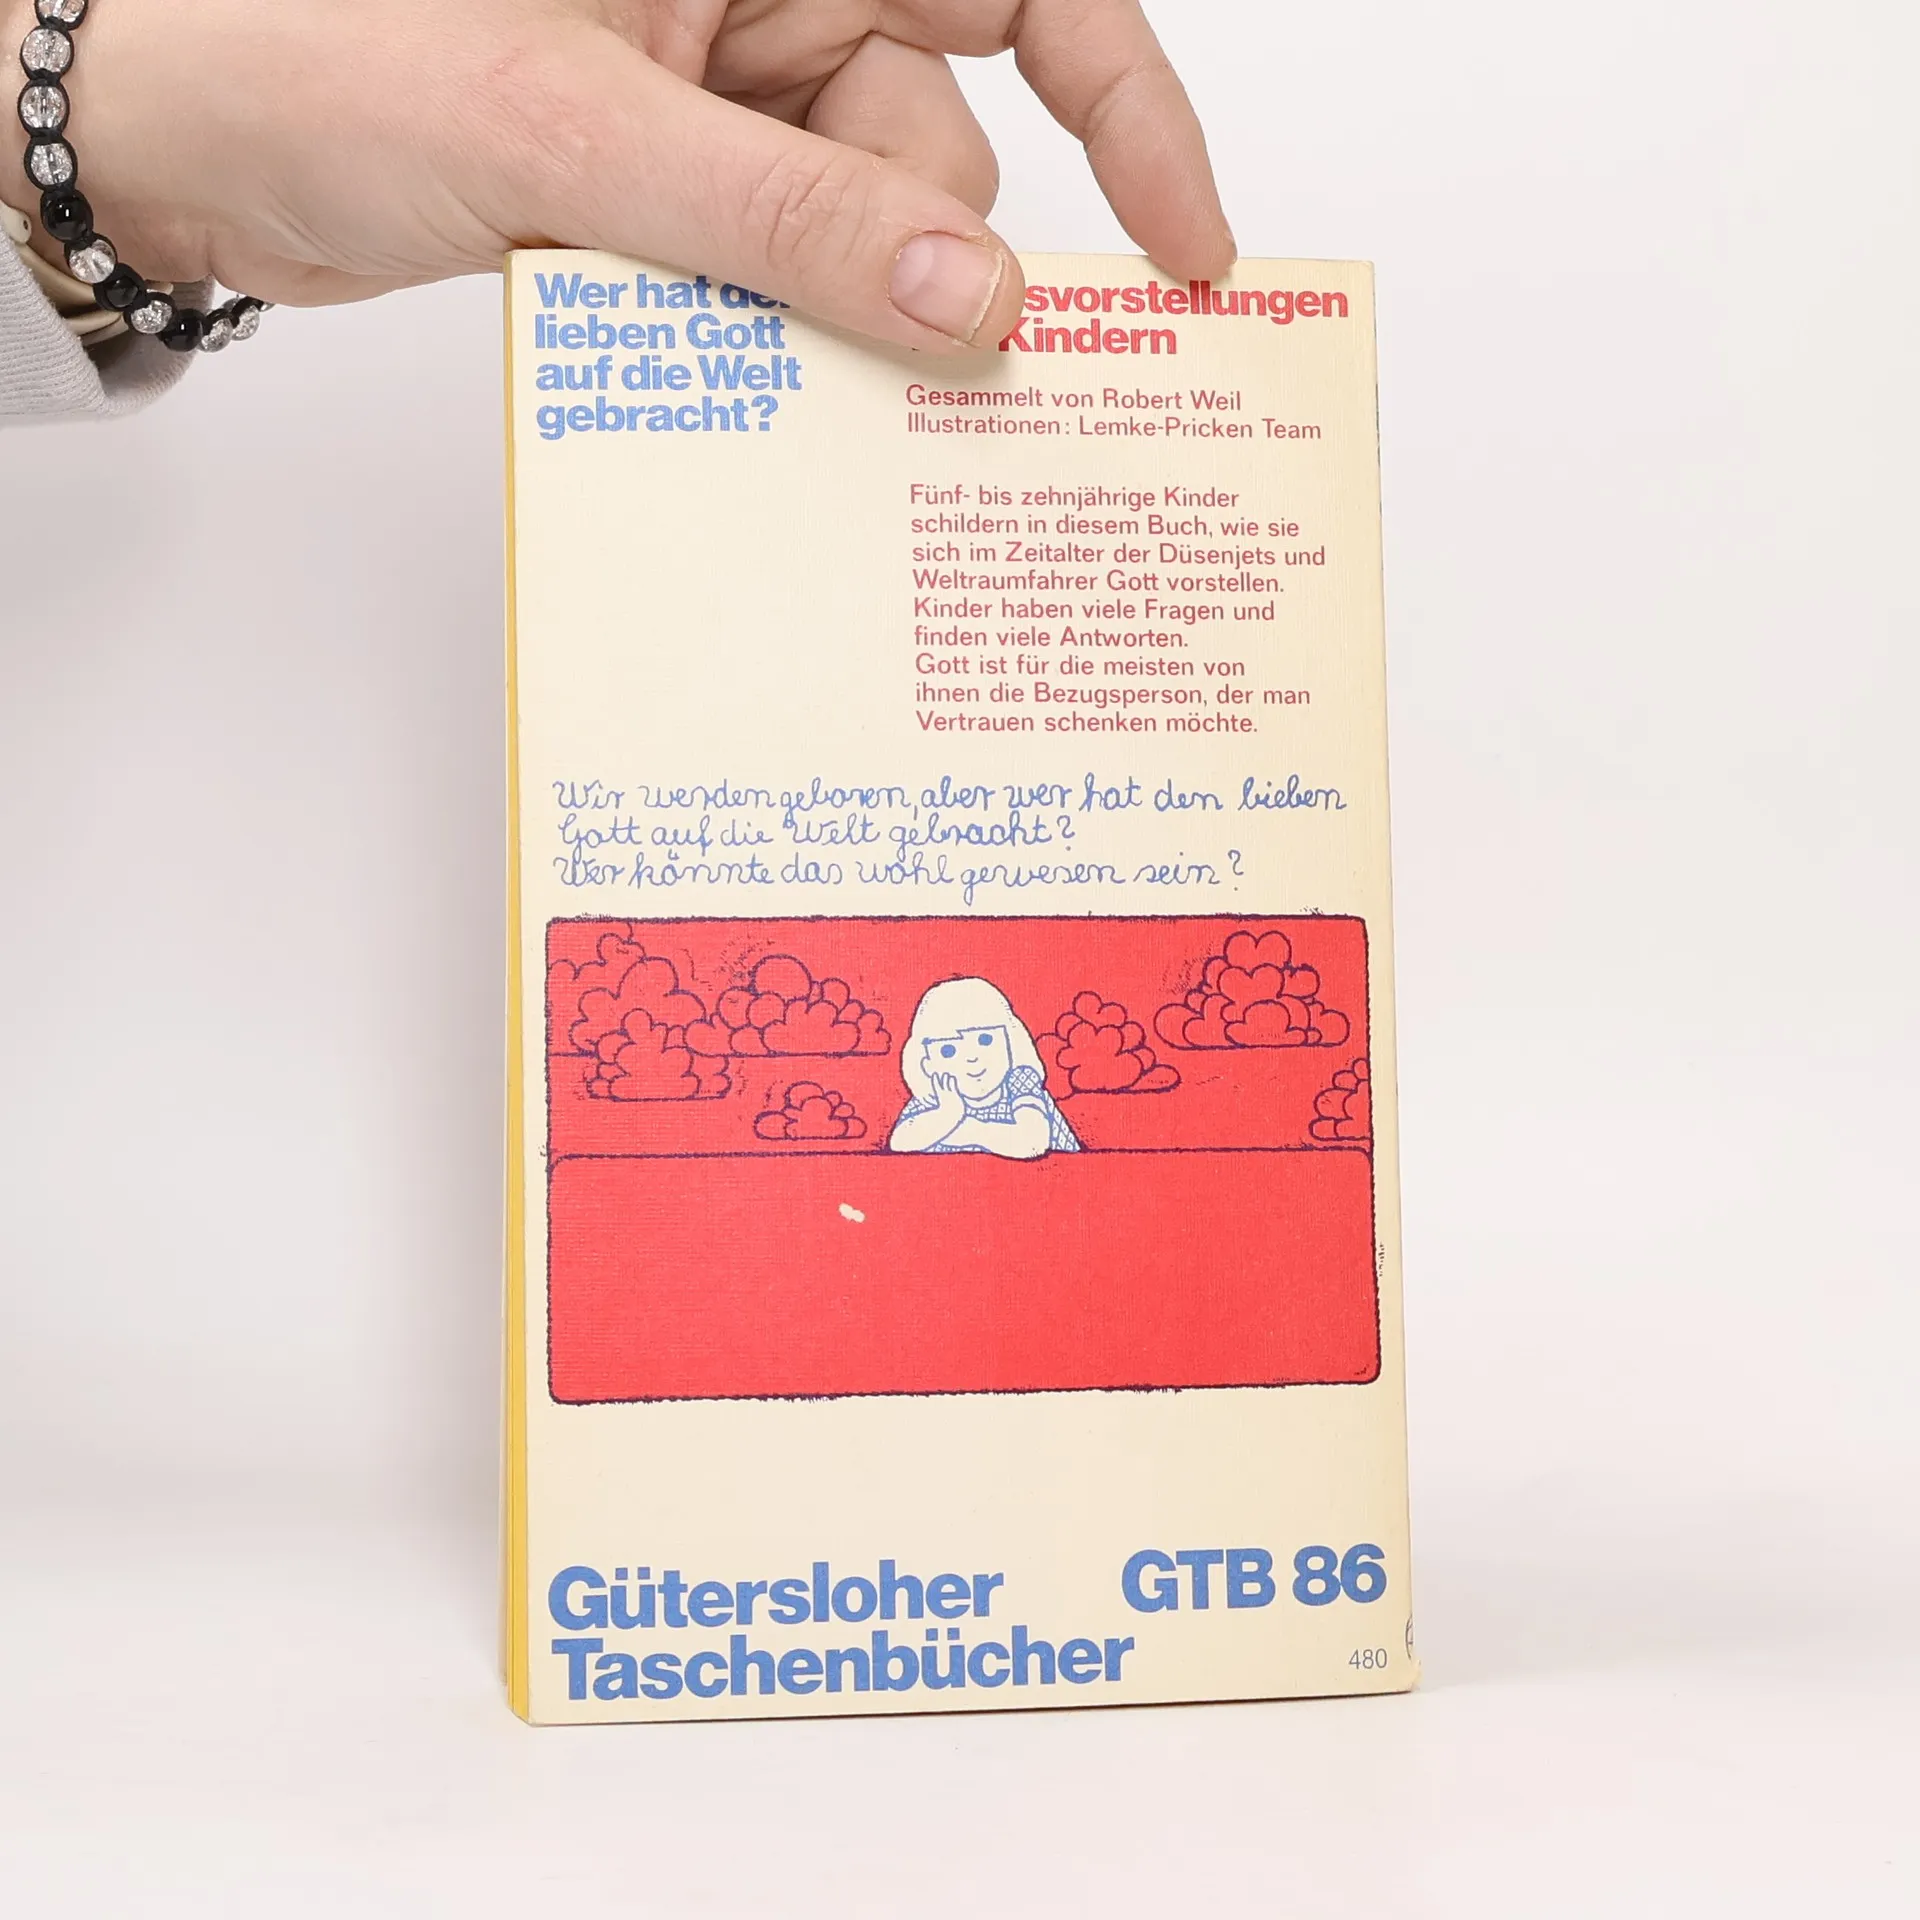 Wer hat
lieben Gott
auf die Welt
gebracht?
svorstellungen
Kindern
Gesammelt von Robert Weil
Illustrationen: Lemke-Pricken Team
Fünf- bis zehnjährige Kinder
schildern in diesem Buch, wie sie
sich im Zeitalter der Düsenjets und
Weltraumfahrer Gott vorstellen.
Kinder haben viele Fragen und
finden viele Antworten.
Gott ist für die meisten von
ihnen die Bezugsperson, der man
Vertrauen schenken möchte.
Wir werden geboren, aber wer hat den lieben
Gott auf die Welt gebracht?
Wer könnte das wohl gewesen sein?
Gütersloher
Taschenbücher
GTB 86
480